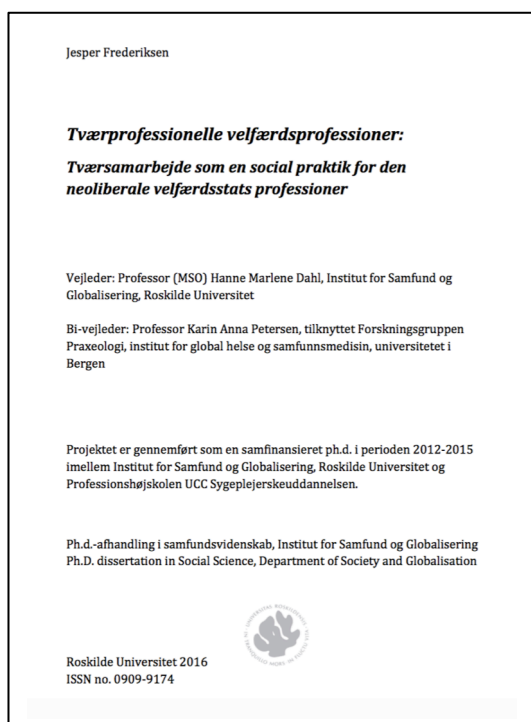 Jesper Frederiksen
Tværprofessionelle velfærdsprofessioner:
Tværsamarbejde som en social praktik for den
neoliberale velfærdsstats professioner
Vejleder: Professor (MSO) Hanne Marlene Dahl, Institut for Samfund og
Globalisering, Roskilde Universitet
Bi-vejleder: Professor Karin Anna Petersen, tilknyttet Forskningsgruppen
Praxeologi, institut for global helse og samfunnsmedisin, universitetet i
Bergen
Projektet er gennemført som en samfinansieret ph.d. i perioden 2012-2015
imellem Institut for Samfund og Globalisering, Roskilde Universitet og
Professionshøjskolen UCC Sygeplejerskeuddannelsen.
Ph.d.-afhandling i samfundsvidenskab, Institut for Samfund og Globalisering
Ph.D. dissertation in Social Science, Department of Society and Globalisation
Roskilde Universitet 2016
ISSN no. 0909-9174